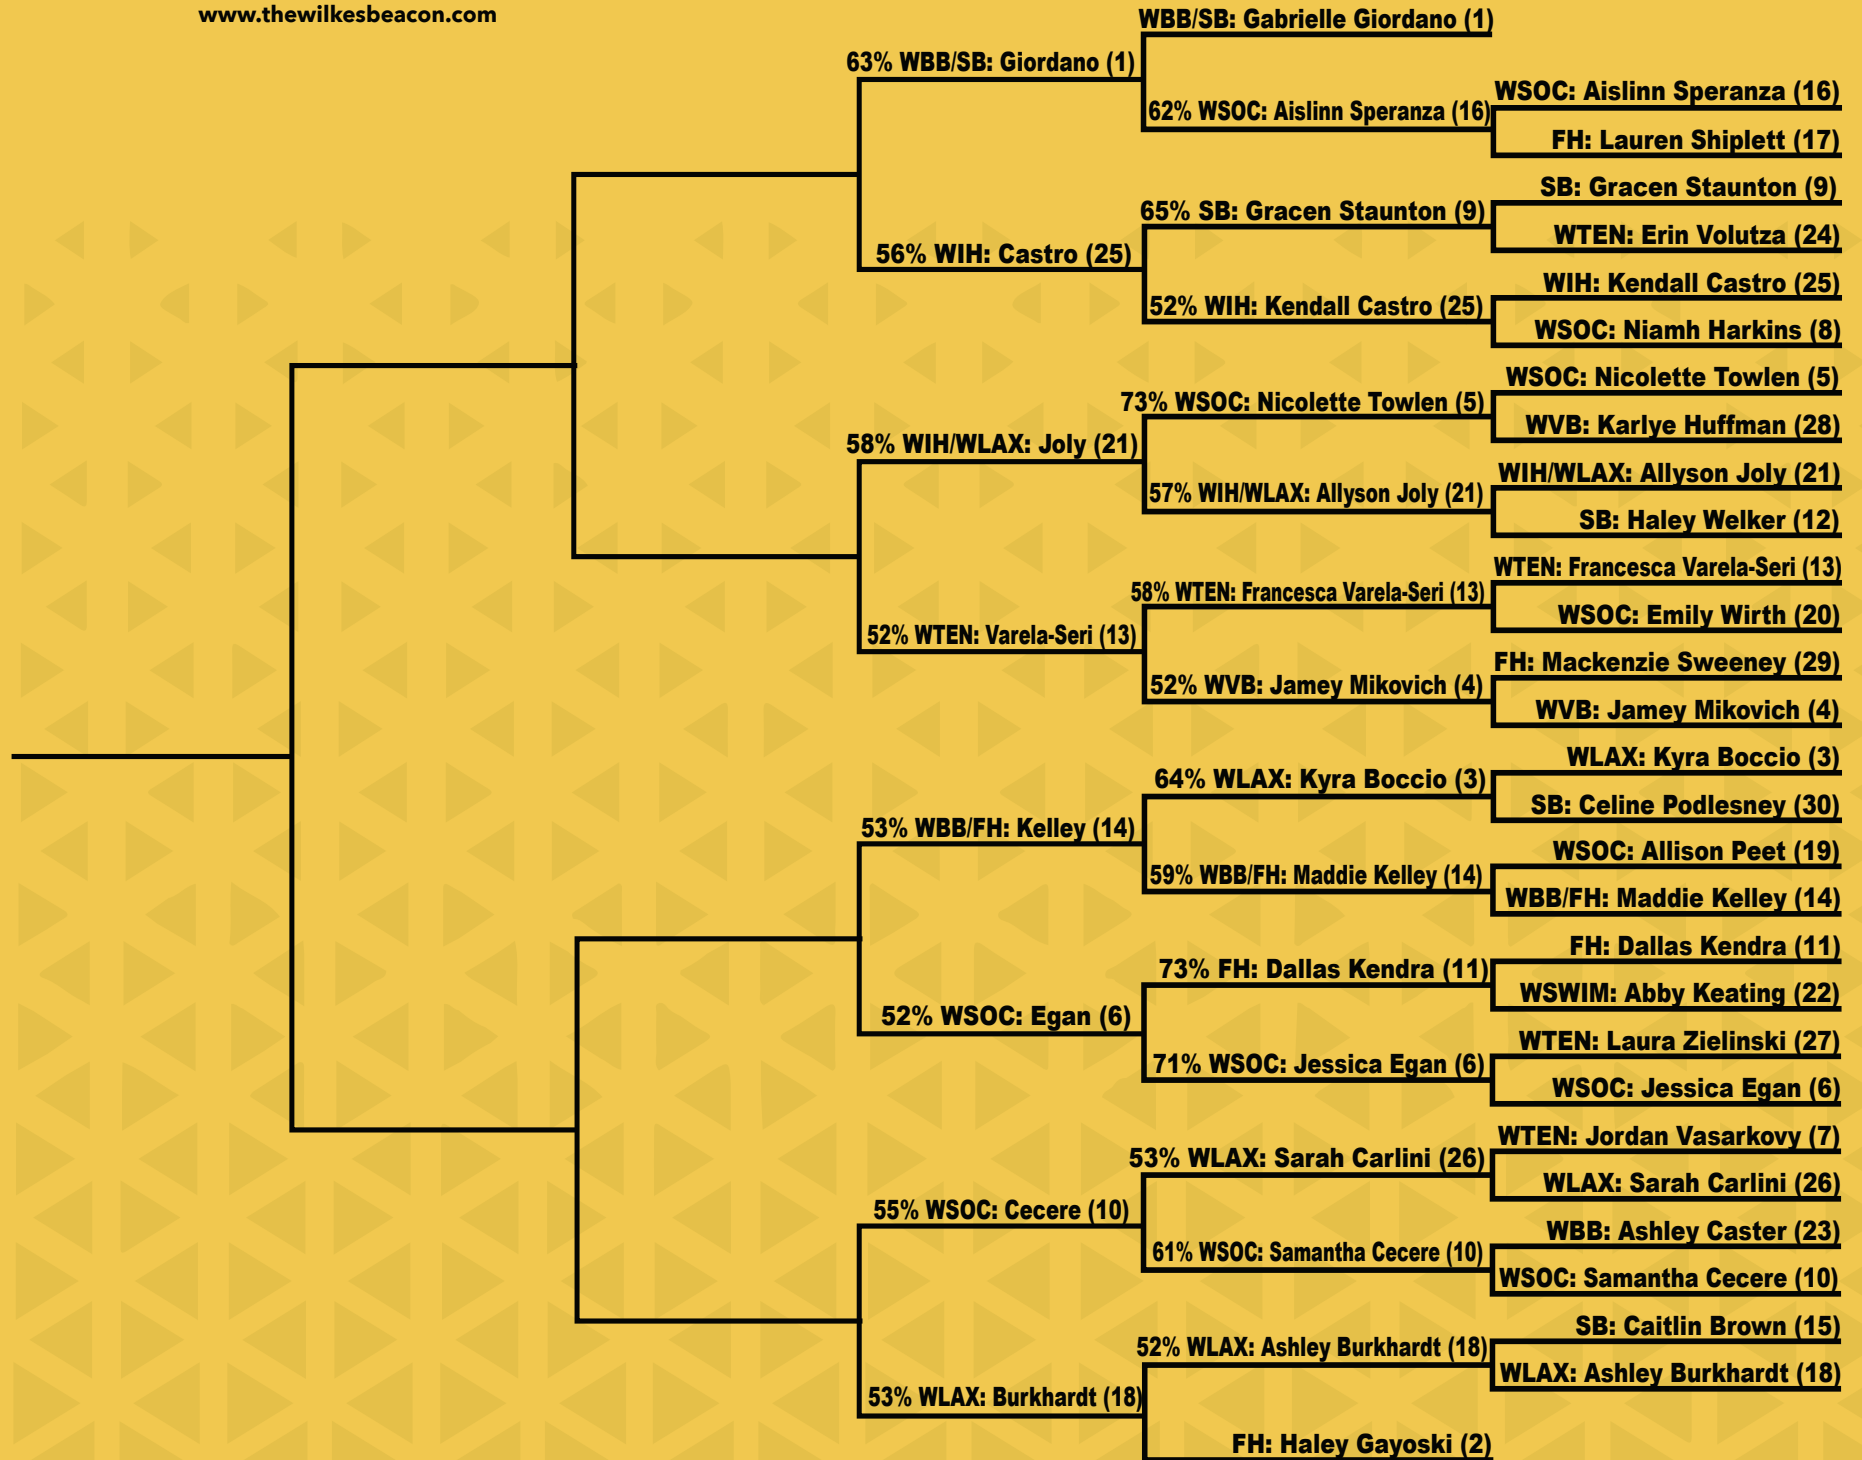 www.thewilkesbeacon.com
WBB/SB: Gabrielle Giordano (1)
63% WBB/SB: Giordano (1)
WSOC: Aislinn Speranza (16)
62% WSOC: Aislinn Speranza (16)
FH: Lauren Shiplett (17)
SB: Gracen Staunton (9)
65% SB: Gracen Staunton (9)
WTEN: Erin Volutza (24)
56% WIH: Castro (25)
WIH: Kendall Castro (25)
52% WIH: Kendall Castro (25)
WSOC: Niamh Harkins (8)
WSOC: Nicolette Towlen (5)
73% WSOC: Nicolette Towlen (5)
WVB: Karlye Huffman (28)
58% WIH/WLAX: Joly (21)
WIH/WLAX: Allyson Joly (21)
57% WIH/WLAX: Allyson Joly (21)
SB: Haley Welker (12)
WTEN: Francesca Varela-Seri (13)
58% WTEN: Francesca Varela-Seri (13)
WSOC: Emily Wirth (20)
52% WTEN: Varela-Seri (13)
FH: Mackenzie Sweeney (29)
52% WVB: Jamey Mikovich (4)
WVB: Jamey Mikovich (4)
WLAX: Kyra Boccio (3)
64% WLAX: Kyra Boccio (3)
SB: Celine Podlesney (30)
53% WBB/FH: Kelley (14)
WSOC: Allison Peet (19)
59% WBB/FH: Maddie Kelley (14)
WBB/FH: Maddie Kelley (14)
FH: Dallas Kendra (11)
73% FH: Dallas Kendra (11)
WSWIM: Abby Keating (22)
52% WSOC: Egan (6)
WTEN: Laura Zielinski (27)
71% WSOC: Jessica Egan (6)
WSOC: Jessica Egan (6)
WTEN: Jordan Vasarkovy (7)
53% WLAX: Sarah Carlini (26)
WLAX: Sarah Carlini (26)
55% WSOC: Cecere (10)
WBB: Ashley Caster (23)
61% WSOC: Samantha Cecere (10)
WSOC: Samantha Cecere (10)
SB: Caitlin Brown (15)
52% WLAX: Ashley Burkhardt (18)
WLAX: Ashley Burkhardt (18)
53% WLAX: Burkhardt (18)
FH: Haley Gayoski (2)